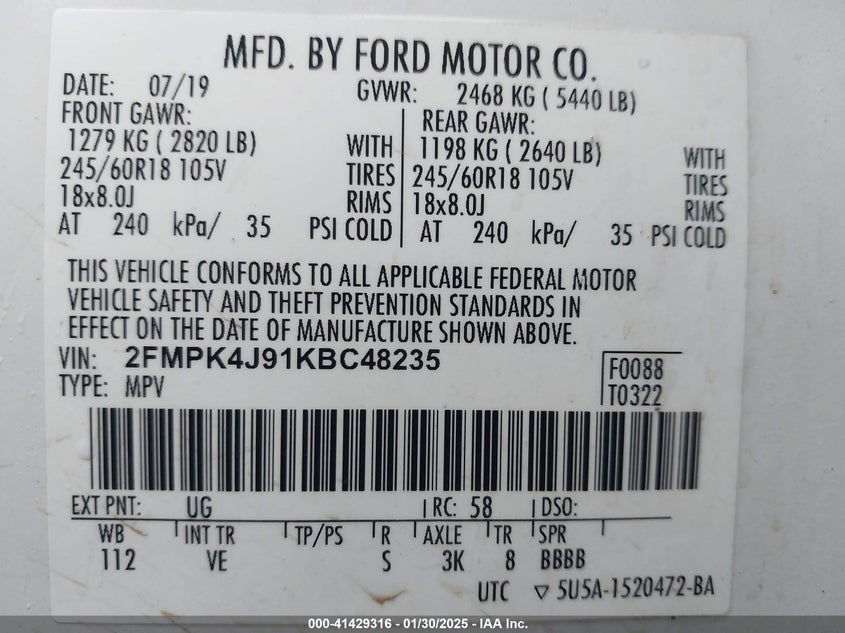 MFD. BY FORD MOTOR CO.
DATE: 07/19 GVWR: 2468 KG ( 5440 LB)
FRONT GAWR: REAR GAWR:
1279 KG ( 2820 LB) WITH 1198 KG ( 2640 LB) WITH
245/60R18 105V TIRES 245/60R18 105V TIRES
18x8.0J RIMS 18x8.0J RIMS
AT 240 kPa/ 35 PSI COLD AT 240 kPa/ 35 PSI COLD
THIS VEHICLE CONFORMS TO ALL APPLICABLE FEDERAL MOTOR
VEHICLE SAFETY AND THEFT PREVENTION STANDARDS IN
EFFECT ON THE DATE OF MANUFACTURE SHOWN ABOVE.
VIN: 2FMPK4J91KBC48235 F0088
TYPE: MPV T0322
EXT PNT: UG RC: 58 DSO:
WB INT TR TP/PS R AXLE TR SPR
112 VE S 3K 8 BBBB
UTC ▽ 5U5A-1520472-BA
000-41429316 - 01/30/2025 - IAA Inc.